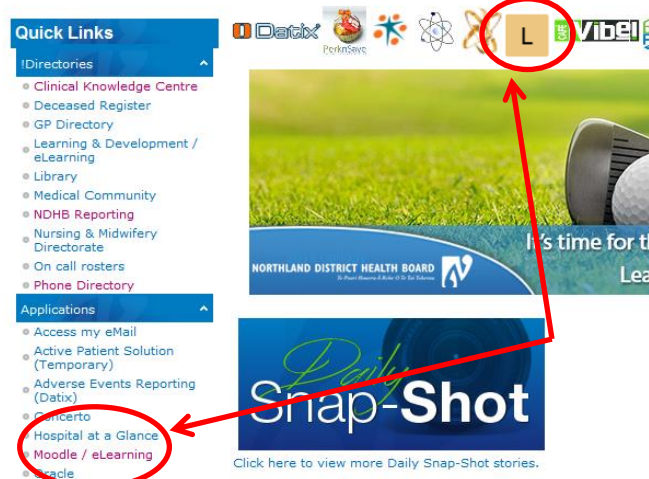 Quick Links
!Directories
Clinical Knowledge Centre
Deceased Register
GP Directory
Learning & Development /
eLearning
Library
Medical Community
NDHB Reporting
Nursing & Midwifery
Directorate
On call rosters
Phone Directory
Applications
Access my eMail
Active Patient Solution
(Temporary)
Adverse Events Reporting
(Datix)
Concerto
Hospital at a Glance
Moodle / eLearning
Oracle
Datix
PerknSave
L
Vibe!
It's time for th
NORTHLAND DISTRICT HEALTH BOARD
Lea
Daily
Snap-Shot
Click here to view more Daily Snap-Shot stories.